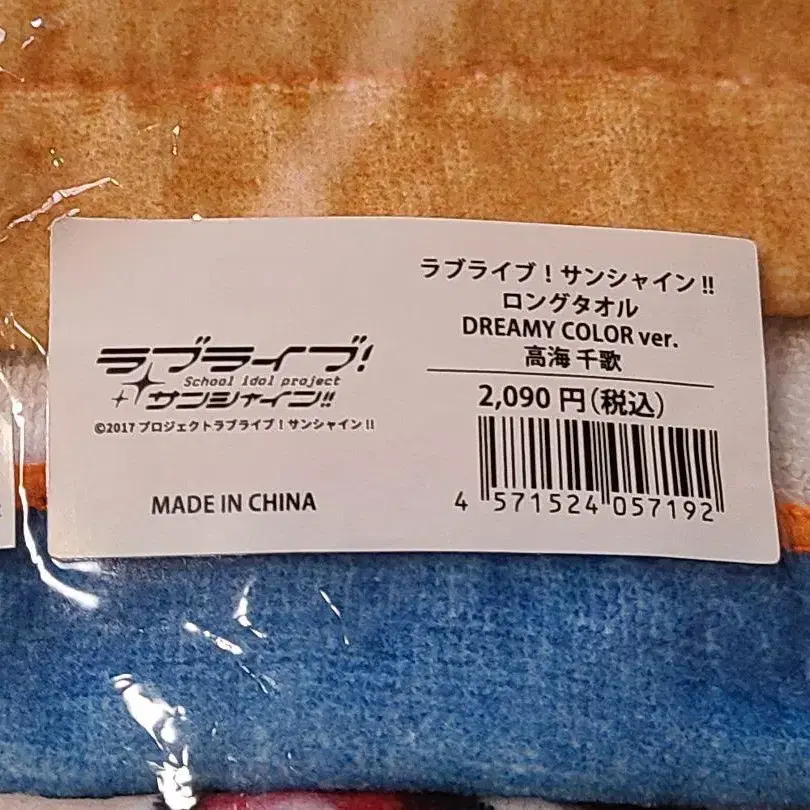 ラブライブ！
School idol project
サンシャイン!!
©2017 プロジェクトラブライブ！サンシャイン!!
MADE IN CHINA
ラブライブ！サンシャイン!!
ロングタオル
DREAMY COLOR ver.
高海 千歌
2,090 円(税込)
4 571524 057192